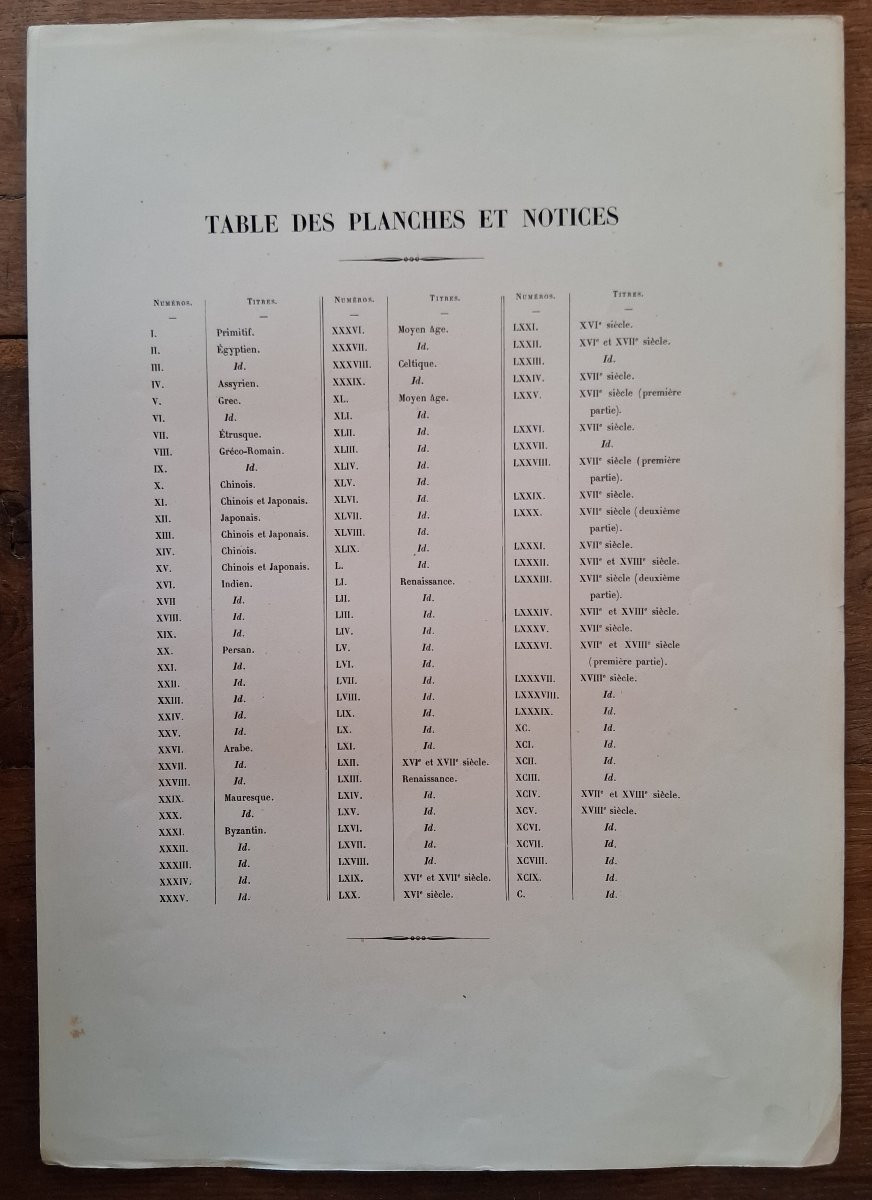 TABLE DES PLANCHES ET NOTICES
Numéros. Titres.
I. Primitif.
II. Égyptien.
III. Id.
IV. Assyrien.
V. Grec.
VI. Id.
VII. Étrusque.
VIII. Gréco-Romain.
IX. Id.
X. Chinois.
XI. Chinois et Japonais.
XII. Japonais.
XIII. Chinois et Japonais.
XIV. Chinois.
XV. Chinois et Japonais.
XVI. Indien.
XVII Id.
XVIII. Id.
XIX. Id.
XX. Persan.
XXI. Id.
XXII. Id.
XXIII. Id.
XXIV. Id.
XXV. Id.
XXVI. Arabe.
XXVII. Id.
XXVIII. Id.
XXIX. Mauresque.
XXX. Id.
XXXI. Byzantin.
XXXII. Id.
XXXIII. Id.
XXXIV. Id.
XXXV. Id.
Numéros. Titres.
XXXVI. Moyen âge.
XXXVII. Id.
XXXVIII. Celtique.
XXXIX. Id.
XL. Moyen âge.
XLI. Id.
XLII. Id.
XLIII. Id.
XLIV. Id.
XLV. Id.
XLVI. Id.
XLVII. Id.
XLVIII. Id.
XLIX. Id.
L. Id.
LI. Renaissance.
LII. Id.
LIII. Id.
LIV. Id.
LV. Id.
LVI. Id.
LVII. Id.
LVIII. Id.
LIX. Id.
LX. Id.
LXI. Id.
LXII. XVIᵉ et XVIIᵉ siècle.
LXIII. Renaissance.
LXIV. Id.
LXV. Id.
LXVI. Id.
LXVII. Id.
LXVIII. Id.
LXIX. XVIᵉ et XVIIᵉ siècle.
LXX. XVIᵉ siècle.
Numéros. Titres.
LXXI. XVIᵉ siècle.
LXXII. XVIᵉ et XVIIᵉ siècle.
LXXIII. Id.
LXXIV. XVIIᵉ siècle.
LXXV. XVIIᵉ siècle (première
partie).
LXXVI. XVIIᵉ siècle.
LXXVII. Id.
LXXVIII. XVIIᵉ siècle (première
partie).
LXXIX. XVIIᵉ siècle.
LXXX. XVIIᵉ siècle (deuxième
partie).
LXXXI. XVIIᵉ siècle.
LXXXII. XVIIᵉ et XVIIIᵉ siècle.
LXXXIII. XVIIᵉ siècle (deuxième
partie).
LXXXIV. XVIIᵉ et XVIIIᵉ siècle.
LXXXV. XVIIᵉ siècle.
LXXXVI. XVIIᵉ et XVIIIᵉ siècle
(première partie).
LXXXVII. XVIIIᵉ siècle.
LXXXVIII. Id.
LXXXIX. Id.
XC. Id.
XCI. Id.
XCII. Id.
XCIII. Id.
XCIV. XVIIᵉ et XVIIIᵉ siècle.
XCV. XVIIIᵉ siècle.
XCVI. Id.
XCVII. Id.
XCVIII. Id.
XCIX. Id.
C. Id.